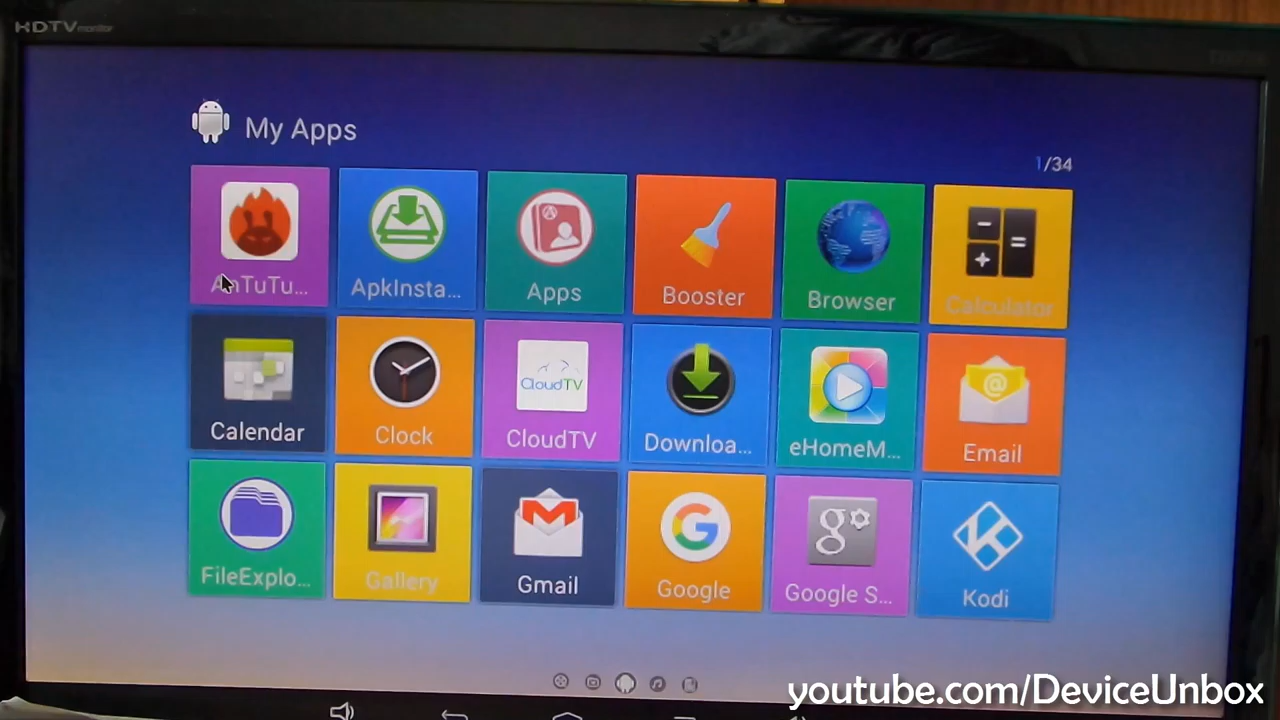 HDTV monitor
My Apps
1/34
AnTuTu...
ApkInsta...
Apps
Booster
Browser
Calculator
CloudTV
Calendar
Clock
CloudTV
Downloa...
eHomeM...
Email
FileExplo...
Gallery
Gmail
Google
Google S...
Kodi
youtube.com/DeviceUnbox